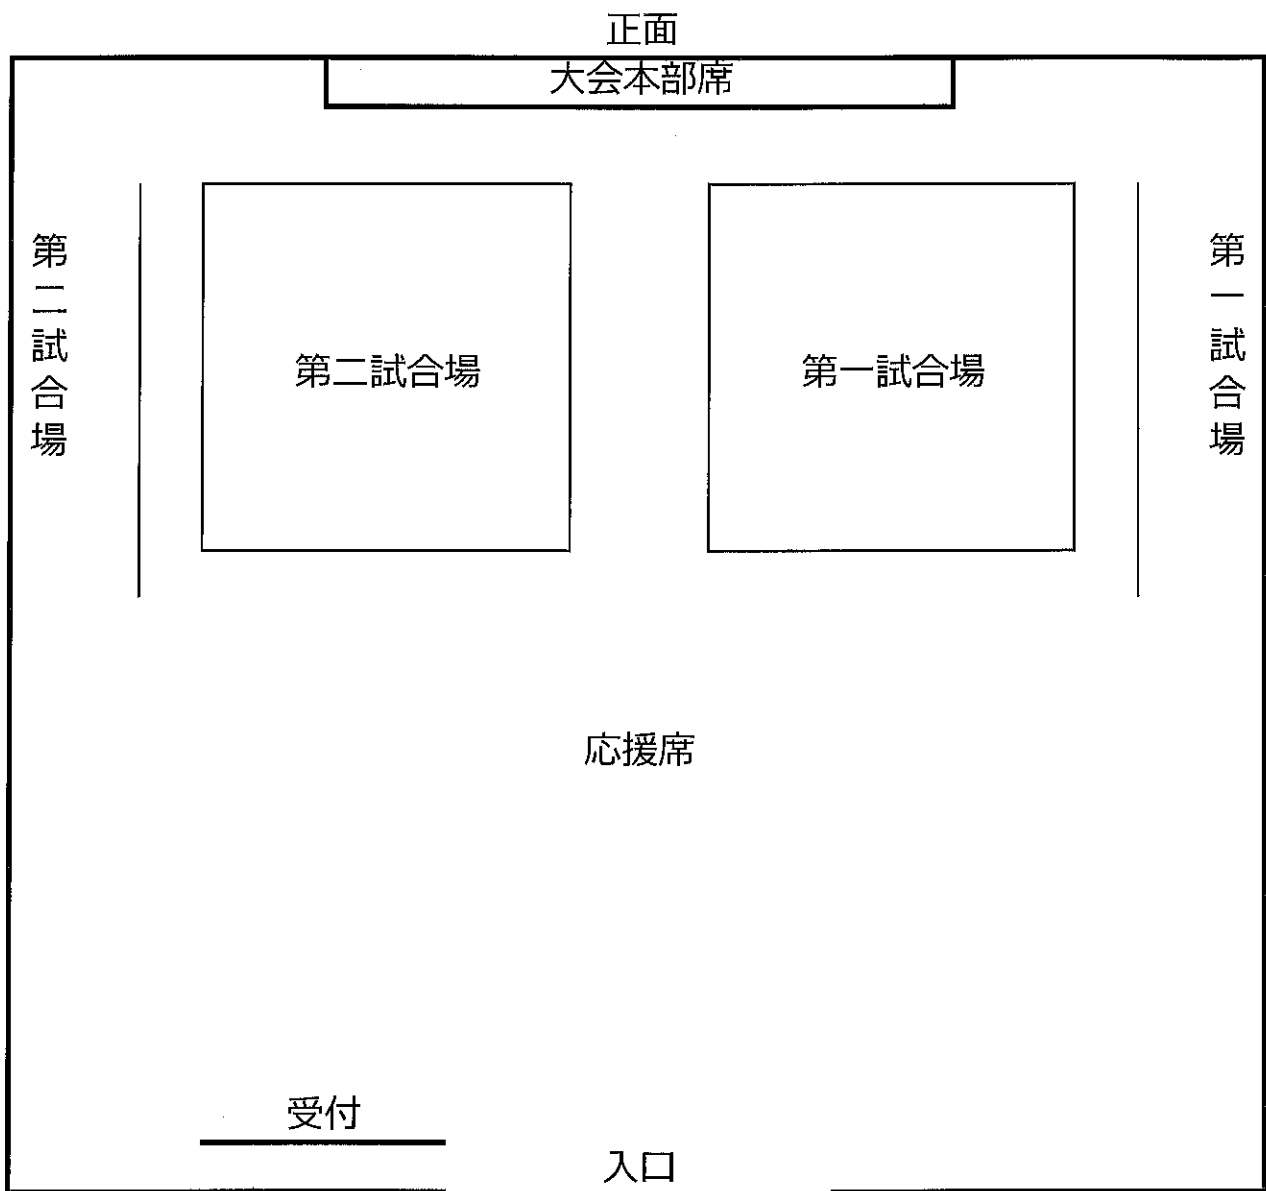 正面
大会本部席
第二試合場
第二試合場
第一試合場
第一試合場
応援席
受付
入口